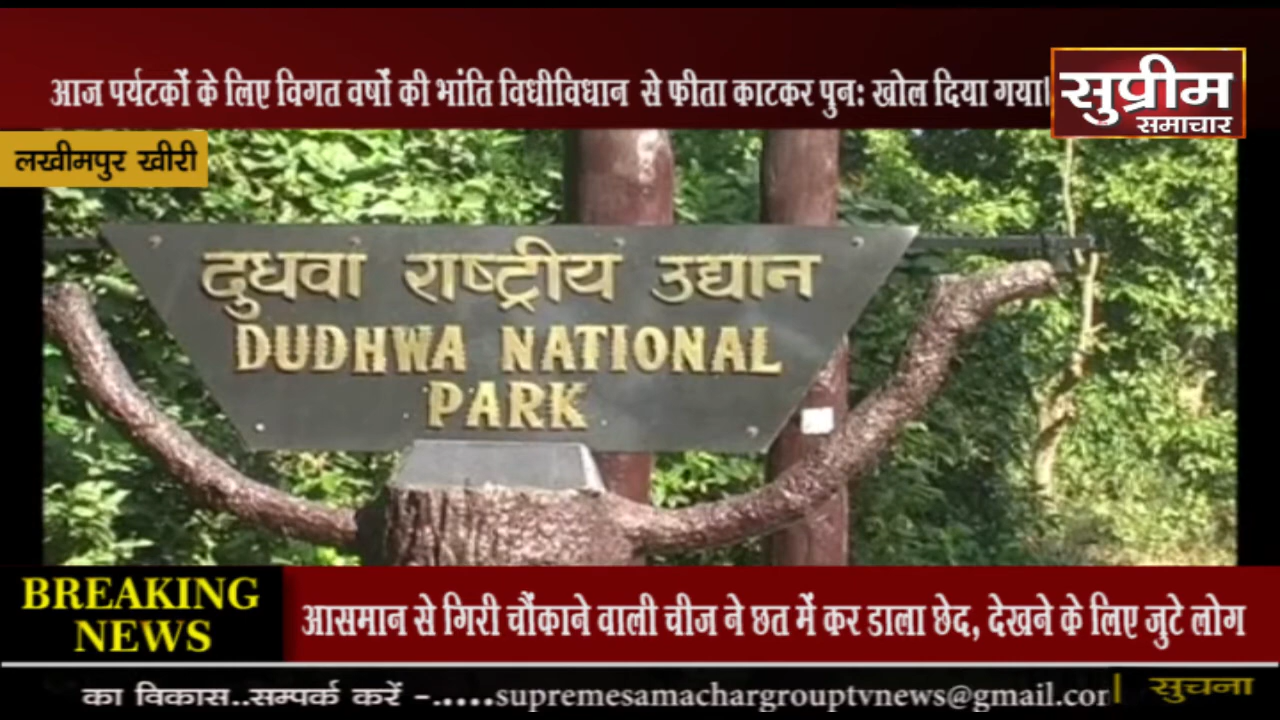 आज पर्यटकों के लिए विगत वर्षो की भांति विधीविधान से फीता काटकर पुन: खोल दिया गया।
सुप्रीम
समाचार
लखीमपुर खीरी
दुधवा राष्ट्रीय उद्यान
DUDHWA NATIONAL
PARK
BREAKING
NEWS
आसमान से गिरी चौंकाने वाली चीज ने छत में कर डाला छेद, देखने के लिए जुटे लोग
का विकास..सम्पर्क करें -.....supremesamachargrouptvnews@gmail.cor
सुचना